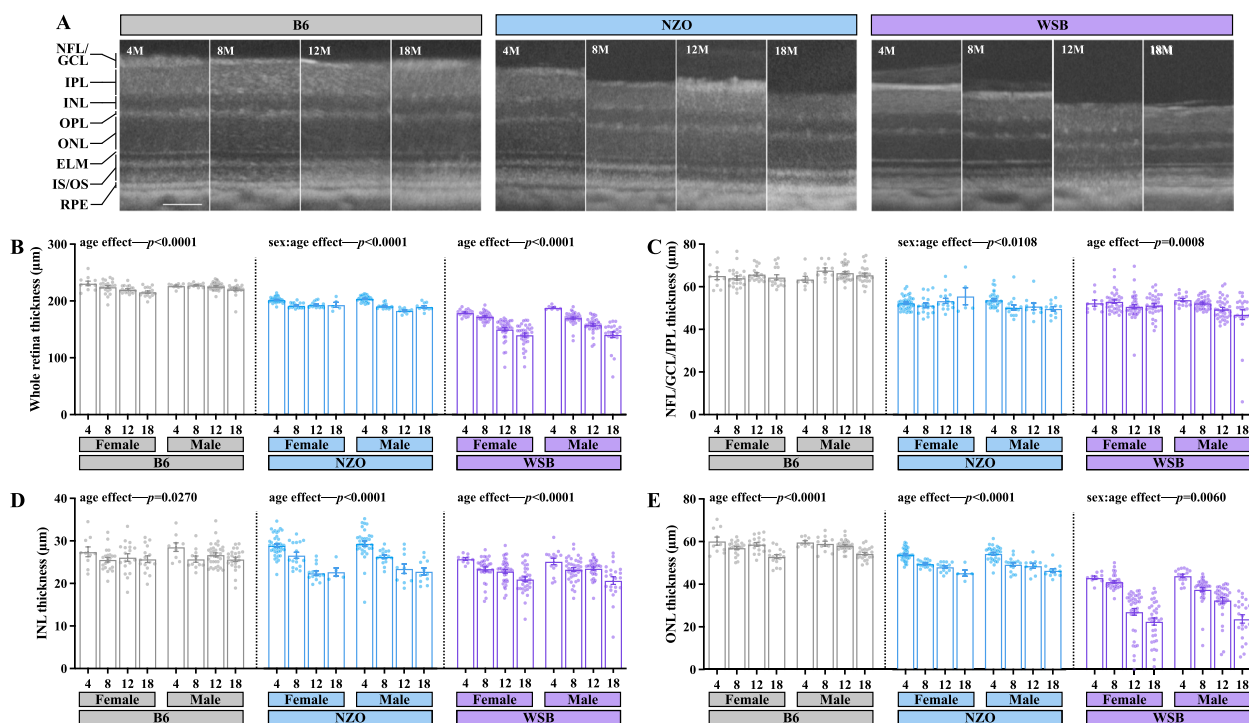 A
B6
NZO
WSB
NFL/
GCL
IPL
INL
OPL
ONL
ELM
IS/OS
RPE
4M 8M 12M 18M
4M 8M 12M 18M
4M 8M 12M 18M
B
age effect—p<0.0001
sex:age effect—p<0.0001
age effect—p<0.0001
Whole retina thickness (μm)
300
200
100
0
4 8 12 18 4 8 12 18
4 8 12 18 4 8 12 18
4 8 12 18 4 8 12 18
Female Male
Female Male
Female Male
B6
NZO
WSB
C
sex:age effect—p<0.0108
age effect—p=0.0008
NFL/GCL/IPL thickness (μm)
80
60
40
20
0
4 8 12 18 4 8 12 18
4 8 12 18 4 8 12 18
4 8 12 18 4 8 12 18
Female Male
Female Male
Female Male
B6
NZO
WSB
D
age effect—p=0.0270
age effect—p<0.0001
age effect—p<0.0001
INL thickness (μm)
40
30
20
10
0
4 8 12 18 4 8 12 18
4 8 12 18 4 8 12 18
4 8 12 18 4 8 12 18
Female Male
Female Male
Female Male
B6
NZO
WSB
E
age effect—p<0.0001
age effect—p<0.0001
sex:age effect—p=0.0060
ONL thickness (μm)
80
60
40
20
0
4 8 12 18 4 8 12 18
4 8 12 18 4 8 12 18
4 8 12 18 4 8 12 18
Female Male
Female Male
Female Male
B6
NZO
WSB